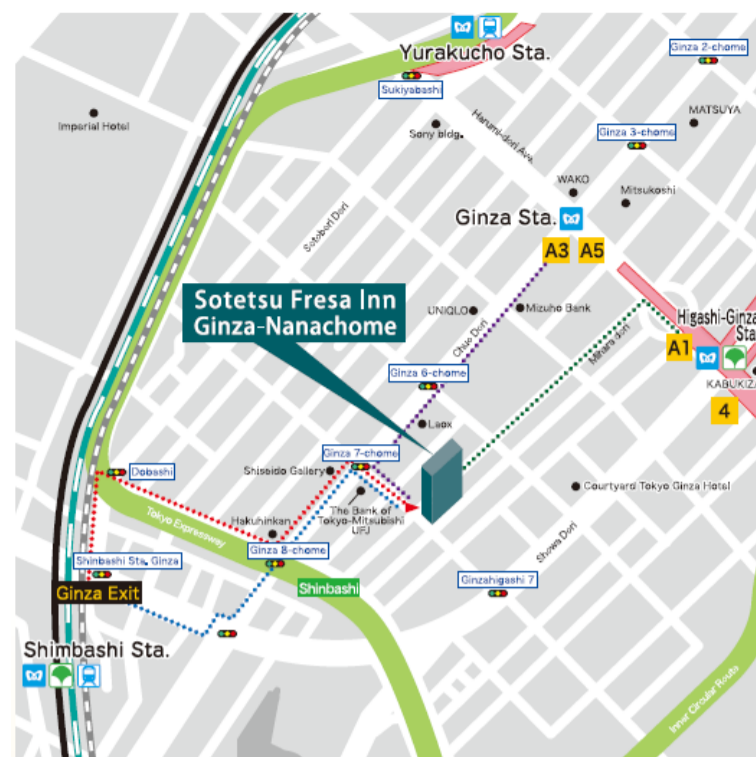 Yurakucho Sta.
Ginza 2-chome
Sukiyabashi
MATSUYA
Imperial Hotel
Sony bldg.
Harumi-dori Ave.
Ginza 3-chome
WAKO
Mitsukoshi
Sotobori Dori
Ginza Sta.
A3
A5
Sotetsu Fresa Inn
Ginza-Nanachome
UNIQLO
Mizuho Bank
Chuo Dori
Mihara dori
Higashi-Ginza
Sta.
A1
KABUKIZA
4
Ginza 6-chome
Laox
Ginza 7-chome
Shiseido Gallery
Dobashi
The Bank of
Tokyo-Mitsubishi
UFJ
Courtyard Tokyo Ginza Hotel
Tokyo Expressway
Hakuhinkan
Showa Dori
Ginza 8-chome
Shinbashi Sta. Ginza
Ginza Exit
Shinbashi
Ginzahigashi 7
Shimbashi Sta.
Inner Circular Route